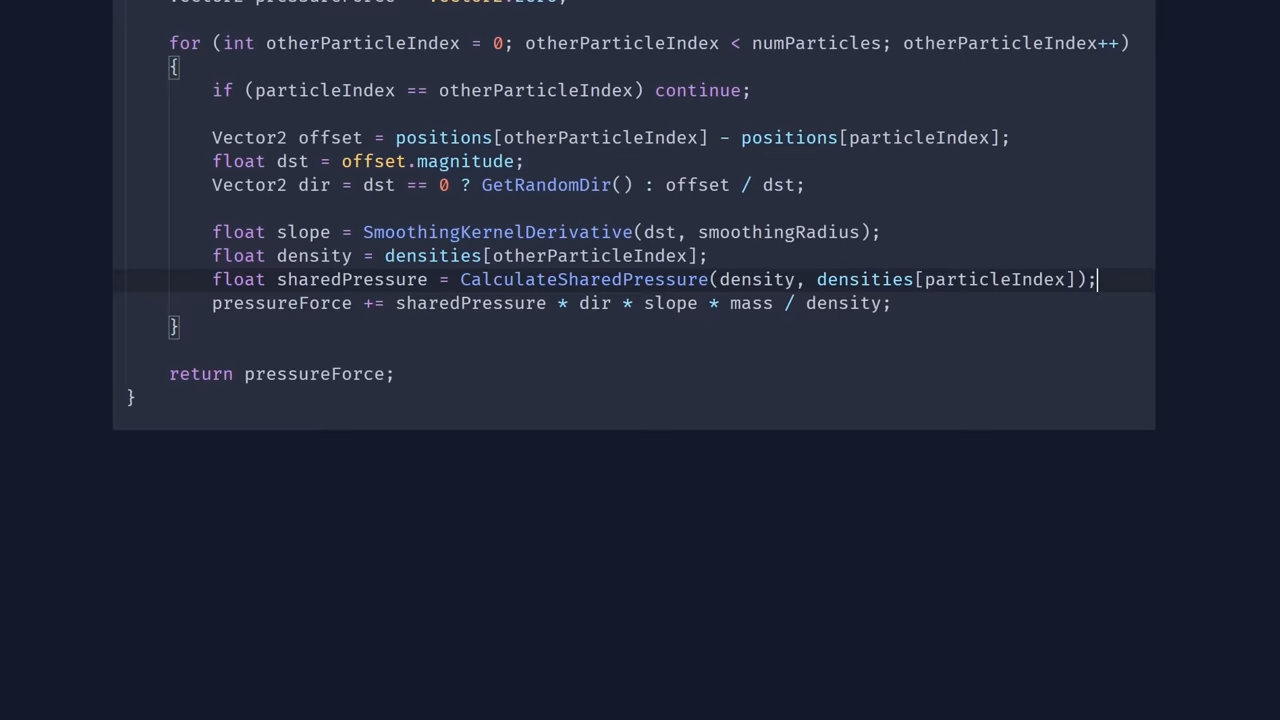 for (int otherParticleIndex = 0; otherParticleIndex < numParticles; otherParticleIndex++)
{
if (particleIndex == otherParticleIndex) continue;
Vector2 offset = positions[otherParticleIndex] - positions[particleIndex];
float dst = offset.magnitude;
Vector2 dir = dst == 0 ? GetRandomDir() : offset / dst;
float slope = SmoothingKernelDerivative(dst, smoothingRadius);
float density = densities[otherParticleIndex];
float sharedPressure = CalculateSharedPressure(density, densities[particleIndex]);
pressureForce += sharedPressure * dir * slope * mass / density;
}
return pressureForce;
}